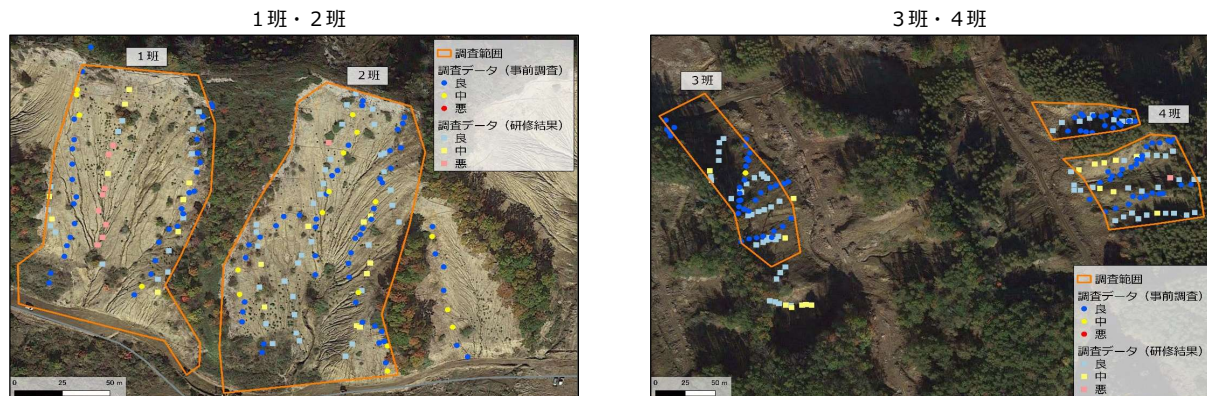 1班・2班
1班
2班
調査範囲
調査データ（事前調査）
良
中
悪
調査データ（研修結果）
良
中
悪
0 25 50 m
3班・4班
3班
4班
調査範囲
調査データ（事前調査）
良
中
悪
調査データ（研修結果）
良
中
悪
0 25 50 m